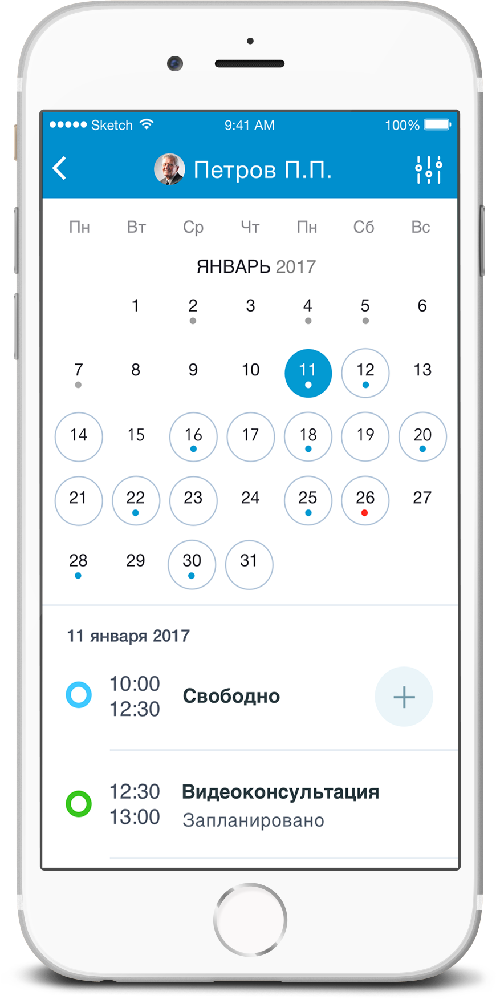 Sketch 9:41 AM 100%
Петров П.П.
Пн Вт Ср Чт Пн Сб Вс
ЯНВАРЬ 2017
1 2 3 4 5 6
7 8 9 10 11 12 13
14 15 16 17 18 19 20
21 22 23 24 25 26 27
28 29 30 31
11 января 2017
10:00
12:30
Свободно
12:30
13:00
Видеоконсультация
Запланировано